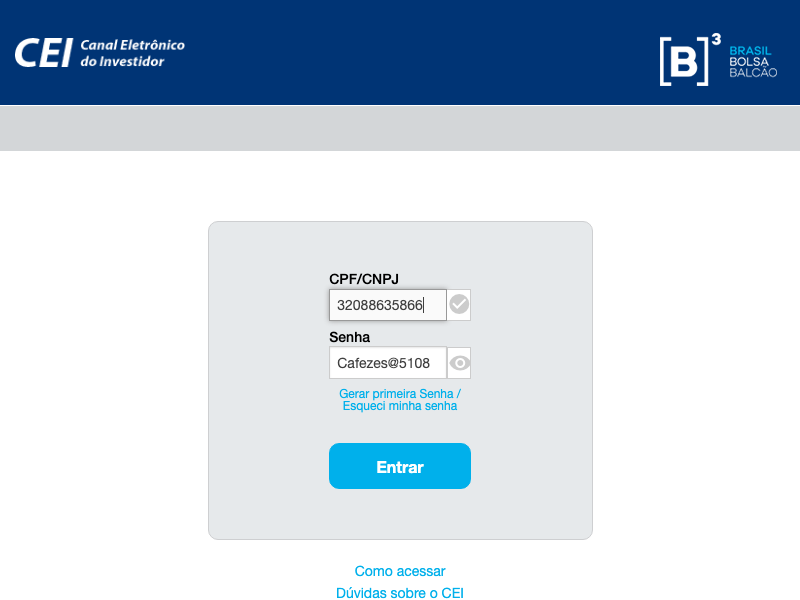 CEI Canal Eletrônico
do Investidor
[B]³ BRASIL
BOLSA
BALCÃO
CPF/CNPJ
32088635866
Senha
Cafezes@5108
Gerar primeira Senha /
Esqueci minha senha
Entrar
Como acessar
Dúvidas sobre o CEI